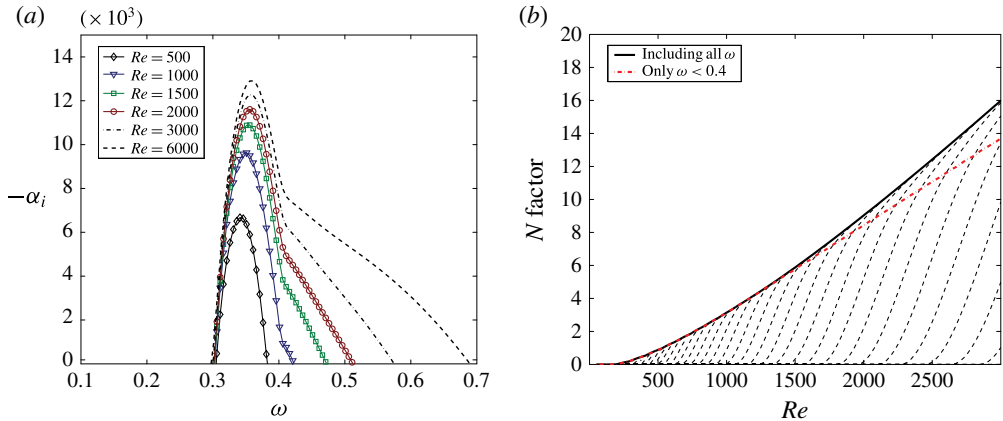 (a)
(× 10³)
14
12
10
8
6
4
2
0
−αᵢ
Re = 500
Re = 1000
Re = 1500
Re = 2000
Re = 3000
Re = 6000
0.1 0.2 0.3 0.4 0.5 0.6 0.7
ω
(b)
20
18
16
14
12
10
8
6
4
2
0
N factor
Including all ω
Only ω < 0.4
500 1000 1500 2000 2500
Re